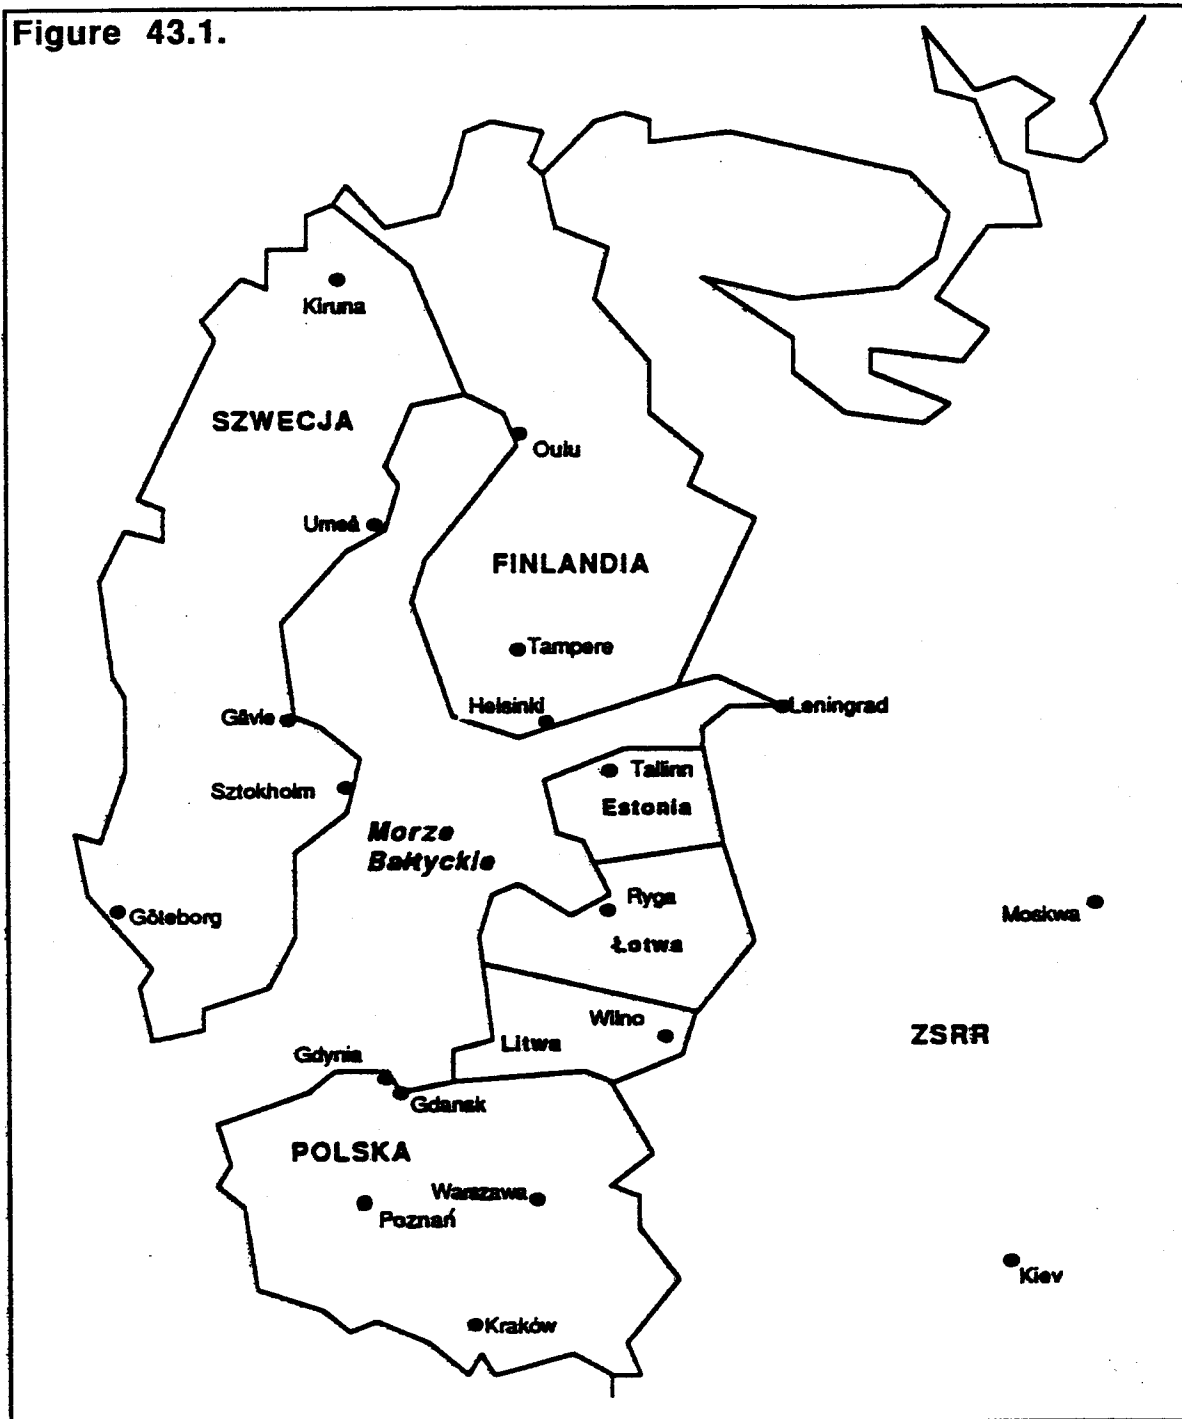 Figure 43.1.
Kiruna
SZWECJA
Oulu
Umeå
FINLANDIA
Tampere
Helsinki
Leningrad
Gävle
Tallinn
Sztokholm
Estonia
Morze
Bałtyckie
Ryga
Göteborg
Moskwa
Łotwa
Wilno
ZSRR
Litwa
Gdynia
Gdansk
POLSKA
Warszawa
Poznań
Kiev
Kraków